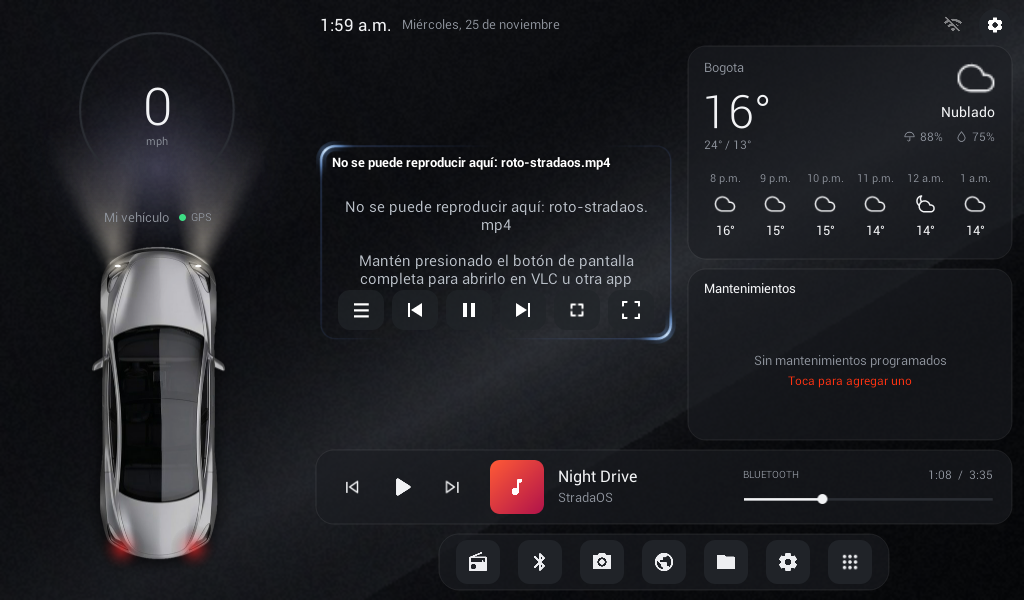 1:59 a.m.
Miércoles, 25 de noviembre
0
mph
Mi vehículo
GPS
No se puede reproducir aquí: roto-stradaos.mp4
No se puede reproducir aquí: roto-stradaos.
mp4
Mantén presionado el botón de pantalla
completa para abrirlo en VLC u otra app
Bogota
16°
24° / 13°
Nublado
88% 75%
8 p.m. 9 p.m. 10 p.m. 11 p.m. 12 a.m. 1 a.m.
16° 15° 15° 14° 14° 14°
Mantenimientos
Sin mantenimientos programados
Toca para agregar uno
Night Drive
StradaOS
BLUETOOTH
1:08 / 3:35